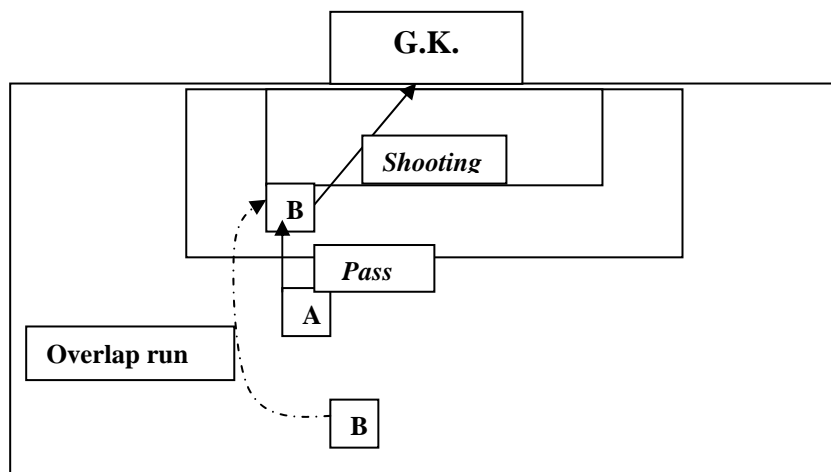 G.K.
Shooting
B
Pass
A
Overlap run
B